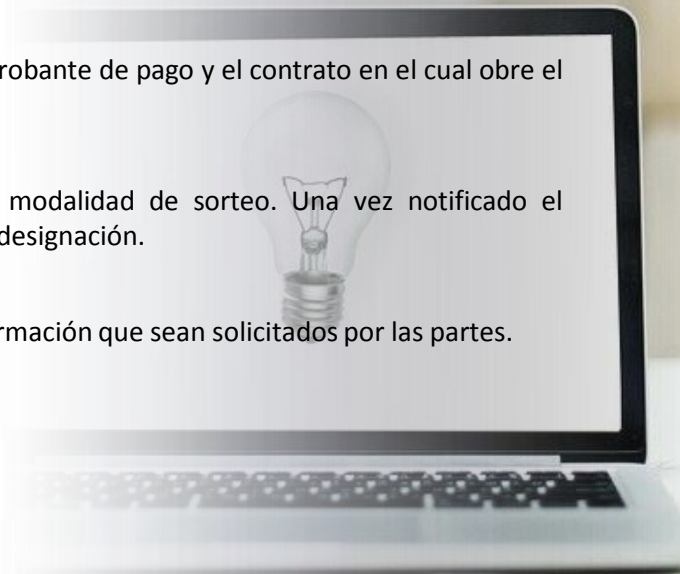 robante de pago y el contrato en el cual obre el
modalidad de sorteo. Una vez notificado el
designación.
rmación que sean solicitados por las partes.